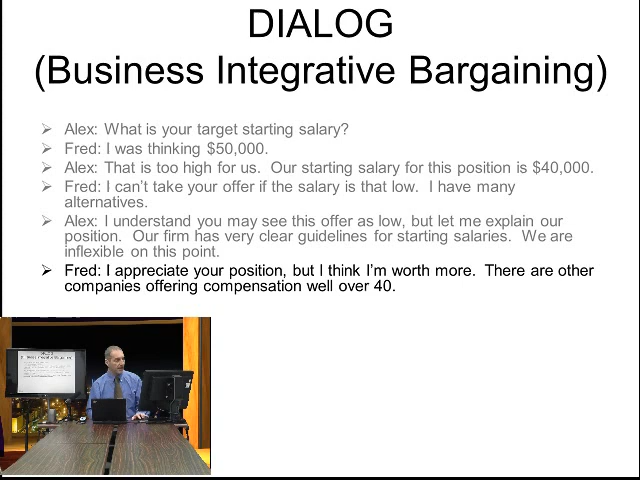 DIALOG
(Business Integrative Bargaining)
Alex: What is your target starting salary?
Fred: I was thinking $50,000.
Alex: That is too high for us. Our starting salary for this position is $40,000.
Fred: I can't take your offer if the salary is that low. I have many
alternatives.
Alex: I understand you may see this offer as low, but let me explain our
position. Our firm has very clear guidelines for starting salaries. We are
inflexible on this point.
Fred: I appreciate your position, but I think I'm worth more. There are other
companies offering compensation well over 40.